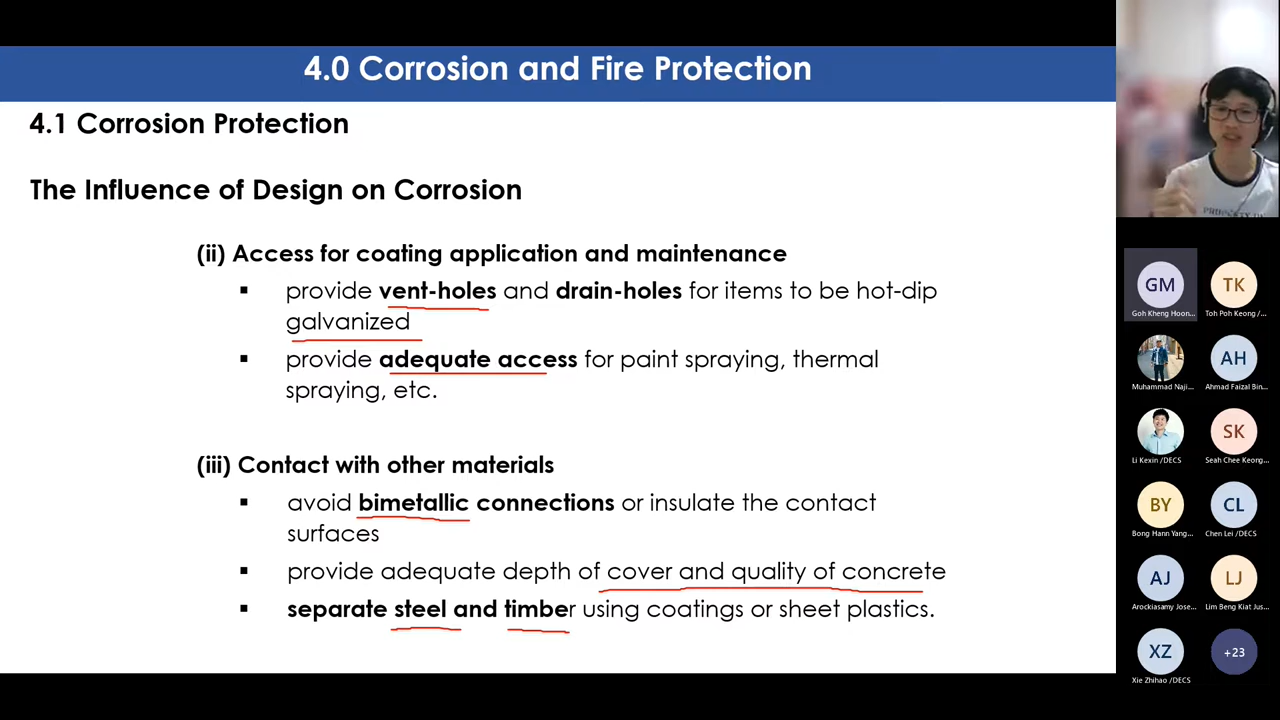 4.0 Corrosion and Fire Protection
4.1 Corrosion Protection
The Influence of Design on Corrosion
(ii) Access for coating application and maintenance
▪ provide vent-holes and drain-holes for items to be hot-dip
galvanized
▪ provide adequate access for paint spraying, thermal
spraying, etc.
(iii) Contact with other materials
▪ avoid bimetallic connections or insulate the contact
surfaces
▪ provide adequate depth of cover and quality of concrete
▪ separate steel and timber using coatings or sheet plastics.
GM
Goh Kheng Hoon...
TK
Toh Poh Keong /...
Muhammad Naji...
AH
Ahmad Faizal Bin...
Li Kexin /DECS
SK
Seah Chee Keong...
BY
Bong Hann Yang...
CL
Chen Lei /DECS
AJ
Arockiasamy Jose...
LJ
Lim Beng Kiat Jus...
XZ
Xie Zhihao /DECS
+23